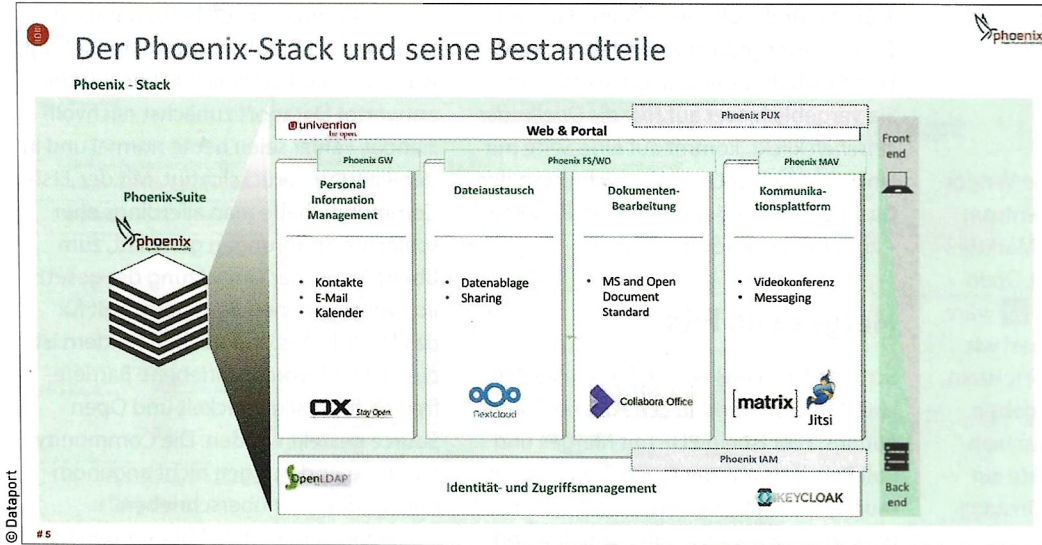 Der Phoenix-Stack und seine Bestandteile
phoenix
Phoenix - Stack
univention
be open.
Web & Portal
Phoenix PUX
Front
end
Phoenix-Suite
phoenix
Phoenix GW
Personal
Information
Management
• Kontakte
• E-Mail
• Kalender
OX Stay Open.
Phoenix FS/WO
Dateiaustausch
• Datenablage
• Sharing
Nextcloud
Dokumenten-
Bearbeitung
• MS and Open
Document
Standard
Collabora Office
Phoenix MAV
Kommunika-
tionsplattform
• Videokonferenz
• Messaging
[matrix]
Jitsi
OpenLDAP
Identität- und Zugriffsmanagement
Phoenix IAM
KEYCLOAK
Back
end
© Dataport
# 5